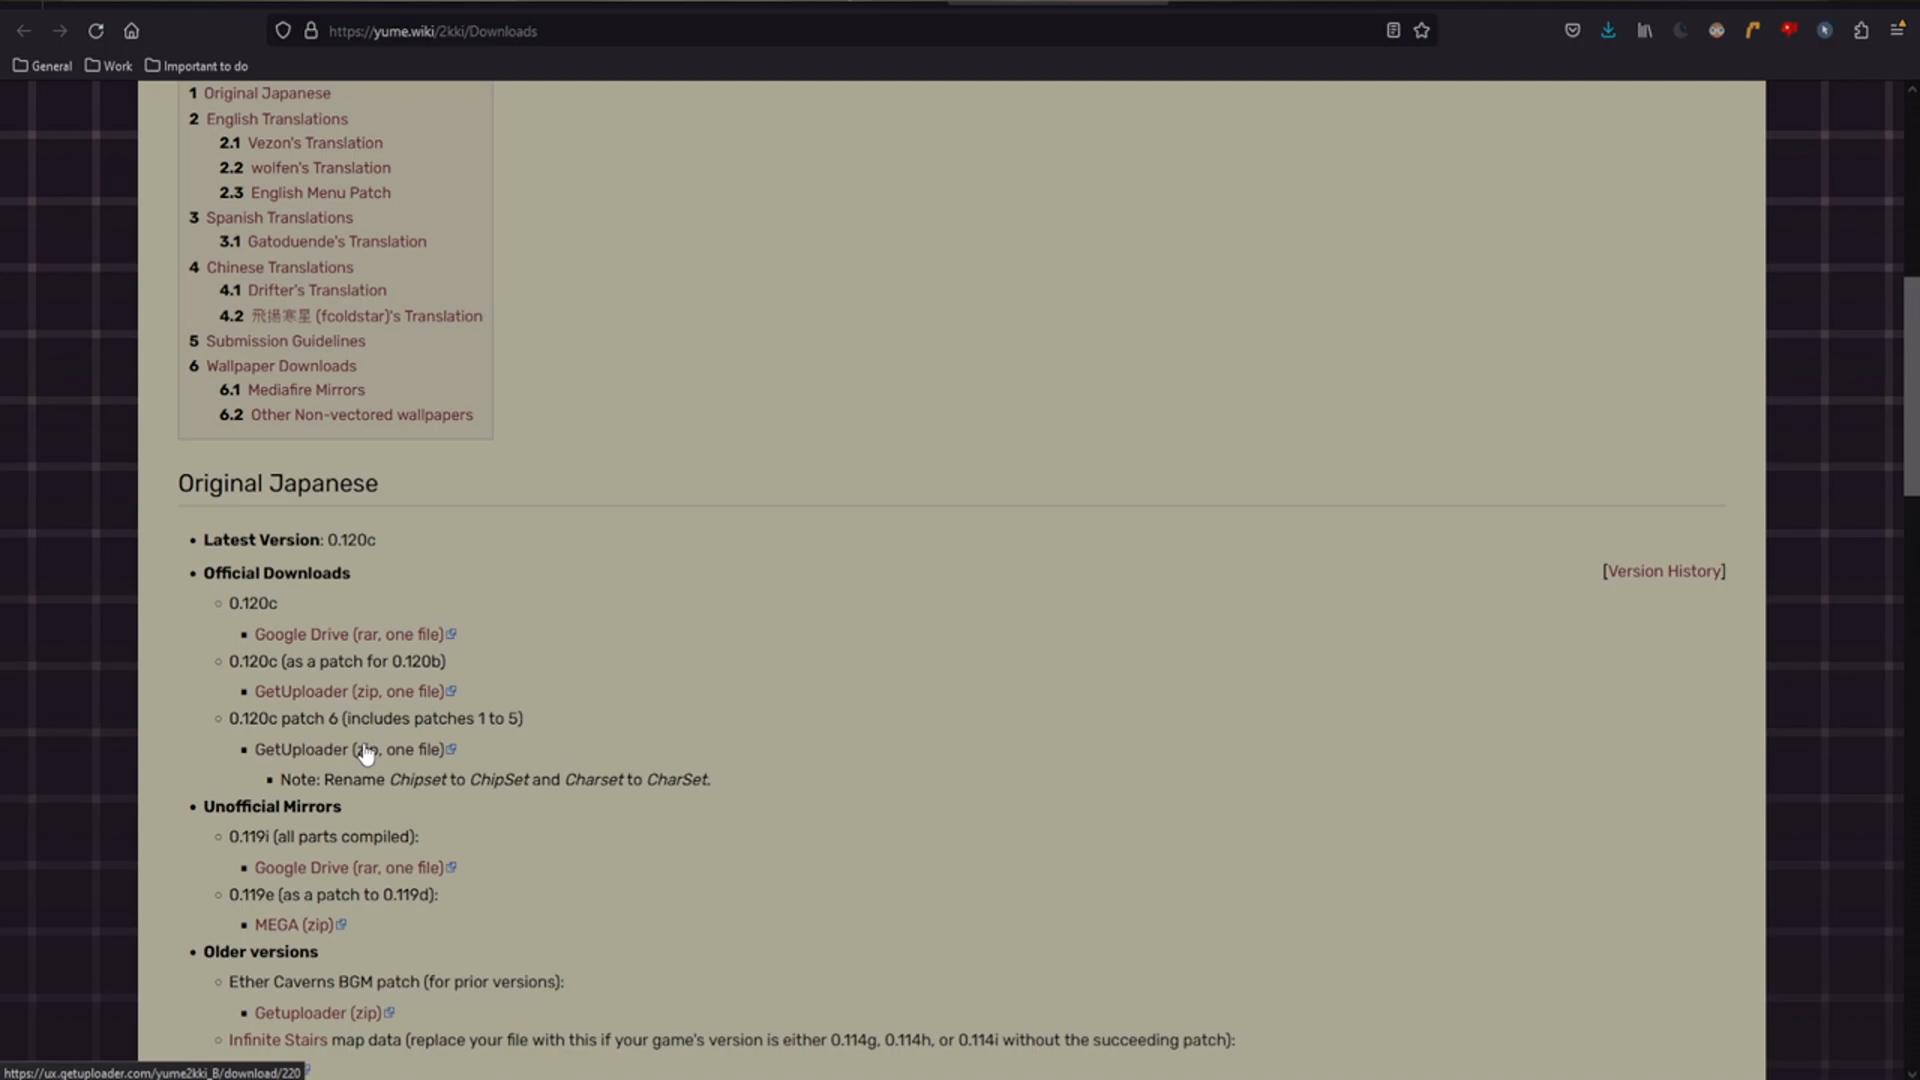 https://yume.wiki/2kki/Downloads
General Work Important to do
1 Original Japanese
2 English Translations
2.1 Vezon's Translation
2.2 wolfen's Translation
2.3 English Menu Patch
3 Spanish Translations
3.1 Gatoduende's Translation
4 Chinese Translations
4.1 Drifter's Translation
4.2 飛揚寒星 (fcoldstar)'s Translation
5 Submission Guidelines
6 Wallpaper Downloads
6.1 Mediafire Mirrors
6.2 Other Non-vectored wallpapers
Original Japanese
• Latest Version: 0.120c
• Official Downloads
[Version History]
○ 0.120c
▪ Google Drive (rar, one file)
○ 0.120c (as a patch for 0.120b)
▪ GetUploader (zip, one file)
○ 0.120c patch 6 (includes patches 1 to 5)
▪ GetUploader (zip, one file)
▪ Note: Rename Chipset to ChipSet and Charset to CharSet.
• Unofficial Mirrors
○ 0.119i (all parts compiled):
▪ Google Drive (rar, one file)
○ 0.119e (as a patch to 0.119d):
▪ MEGA (zip)
• Older versions
○ Ether Caverns BGM patch (for prior versions):
▪ Getuploader (zip)
○ Infinite Stairs map data (replace your file with this if your game's version is either 0.114g, 0.114h, or 0.114i without the succeeding patch):
https://ux.getuploader.com/yume2kki_B/download/220